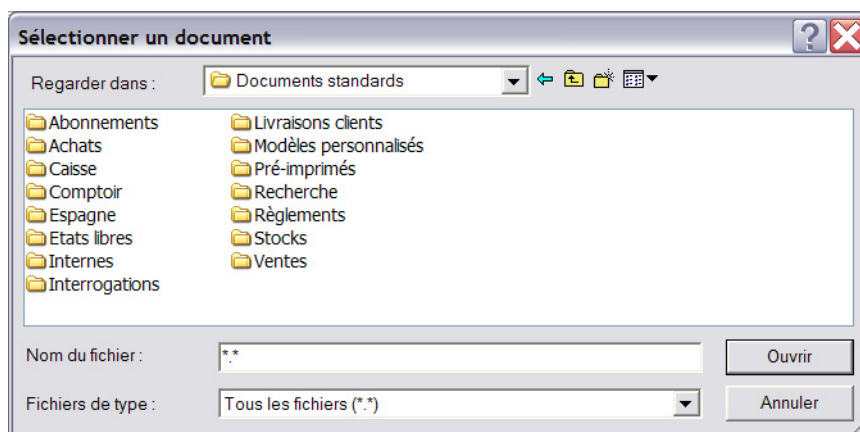 Sélectionner un document
Regarder dans :
Documents standards
Abonnements
Achats
Caisse
Comptoir
Espagne
Etats libres
Internes
Interrogations
Livraisons clients
Modèles personnalisés
Pré-imprimés
Recherche
Règlements
Stocks
Ventes
Nom du fichier :
*.*
Ouvrir
Fichiers de type :
Tous les fichiers (*.*)
Annuler